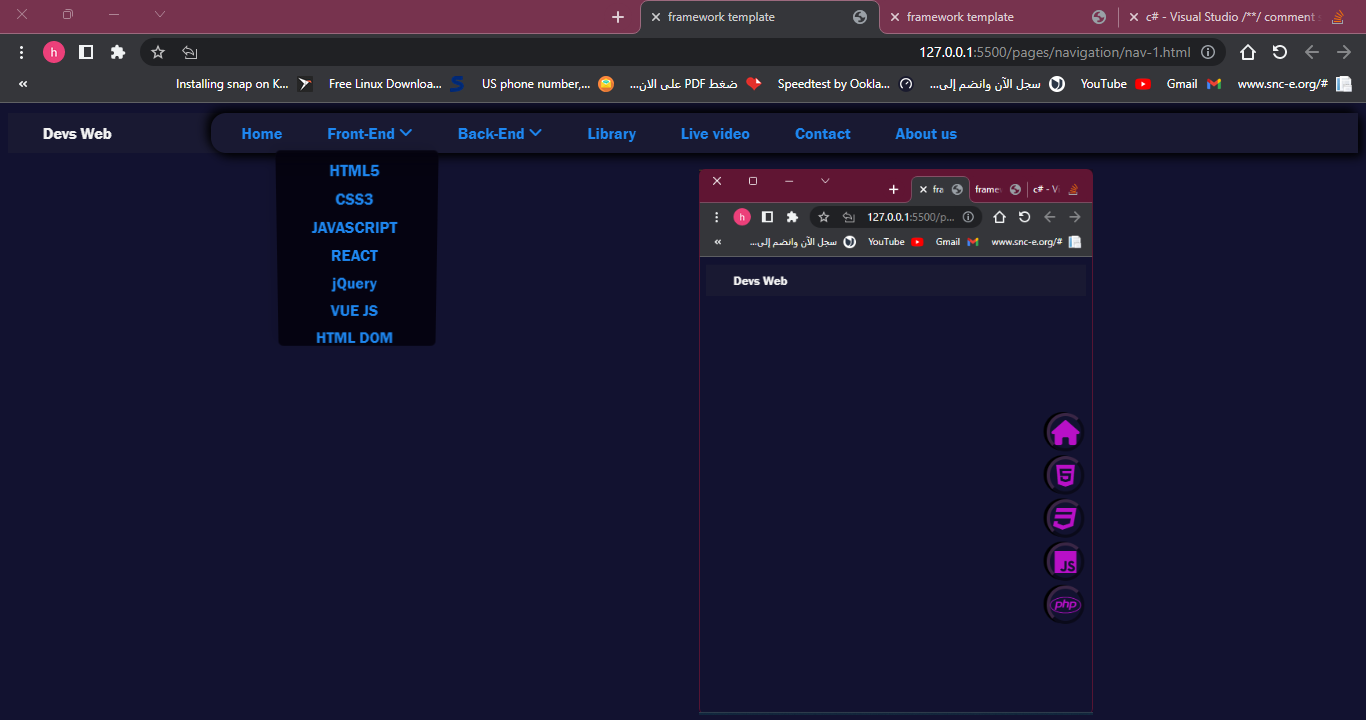 framework template
framework template
c# - Visual Studio /**/ comment s
h
127.0.0.1:5500/pages/navigation/nav-1.html
Installing snap on K...
Free Linux Downloa...
US phone number,...
ضغط PDF على الان...
Speedtest by Ookla...
سجل الآن وانضم إلى...
YouTube
Gmail
www.snc-e.org/#
Devs Web
Home
Front-End
Back-End
Library
Live video
Contact
About us
HTML5
CSS3
JAVASCRIPT
REACT
jQuery
VUE JS
HTML DOM
fra
frame
c# - Vi
h
127.0.0.1:5500/p...
سجل الآن وانضم إلى...
YouTube
Gmail
www.snc-e.org/#
Devs Web
JS
php